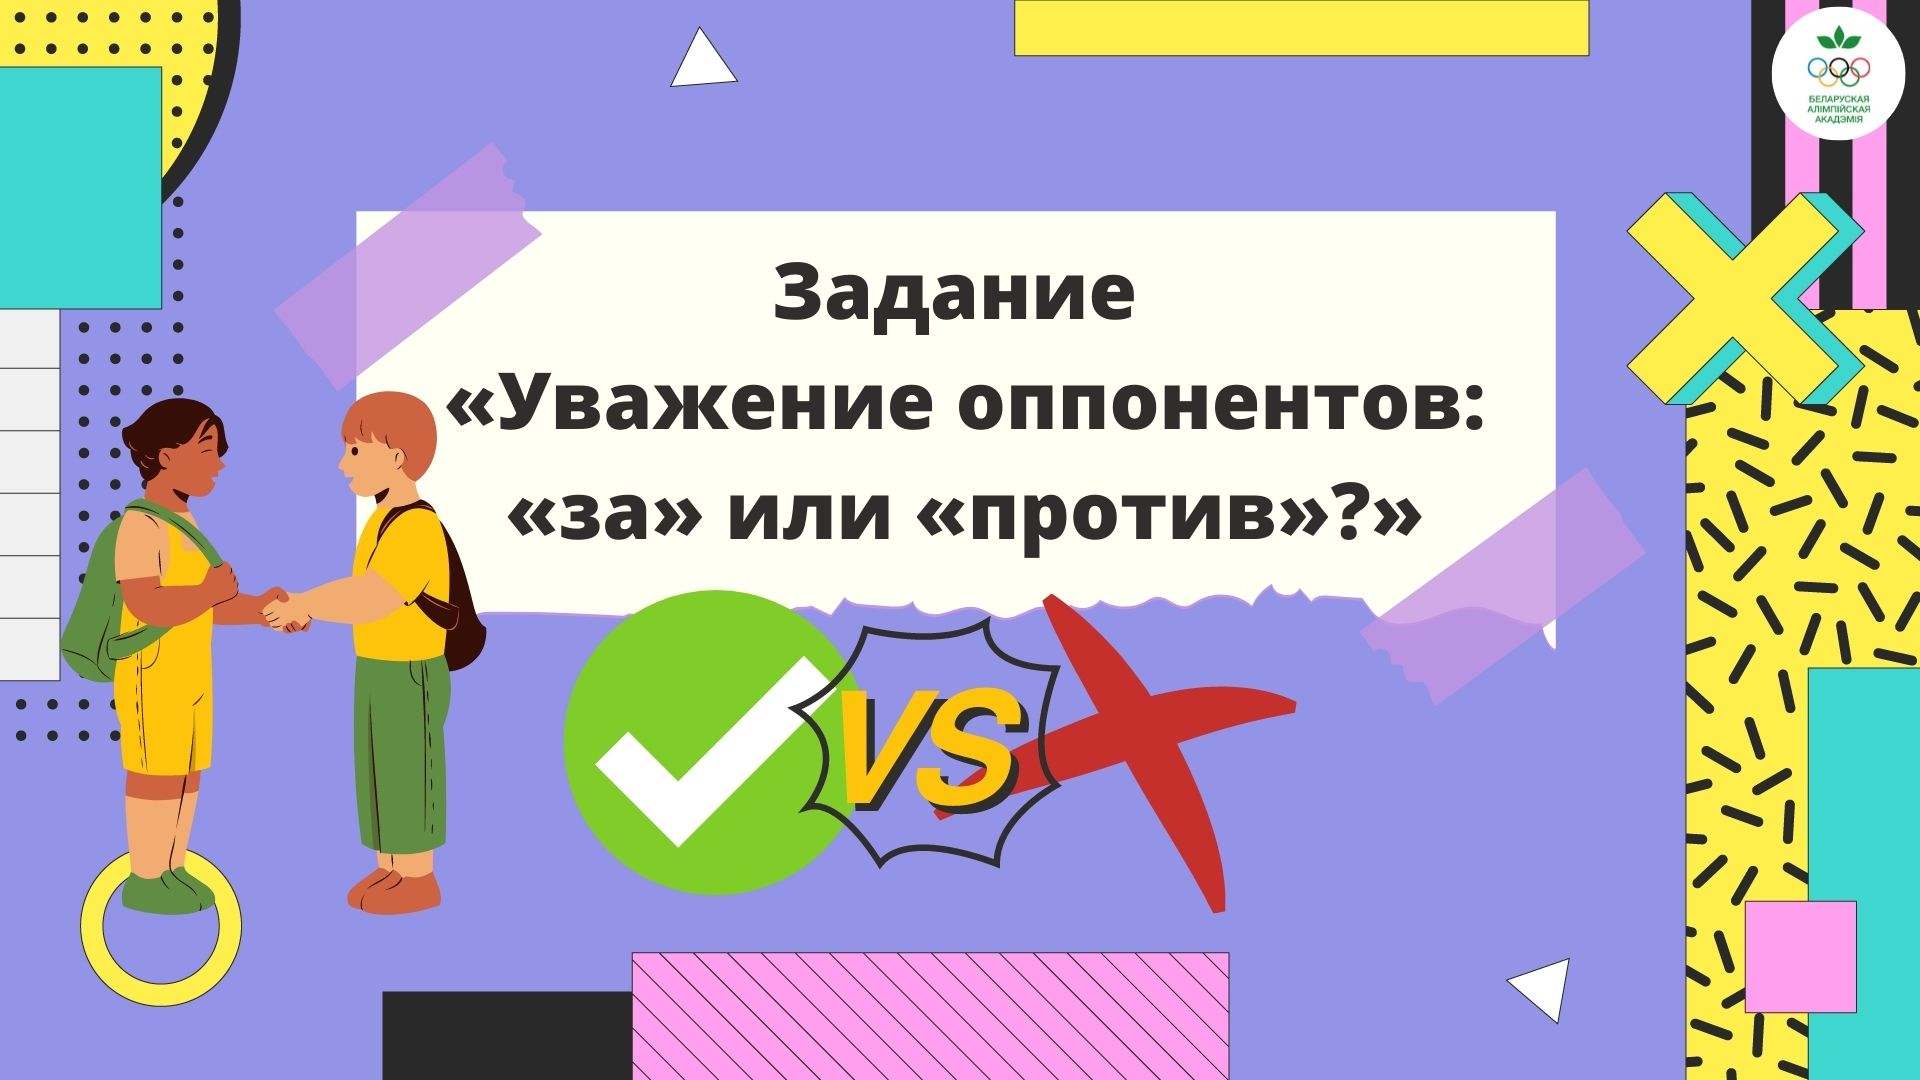 БЕЛАРУСКАЯ
АЛІМПІЙСКАЯ
АКАДЭМІЯ
Задание
«Уважение оппонентов:
«за» или «против»?»
VS